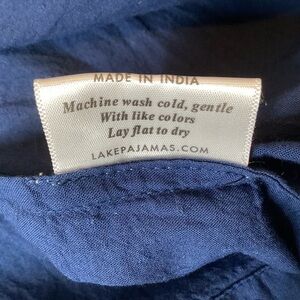 MADE IN INDIA
Machine wash cold, gentle
With like colors
Lay flat to dry
LAKEPAJAMAS.COM